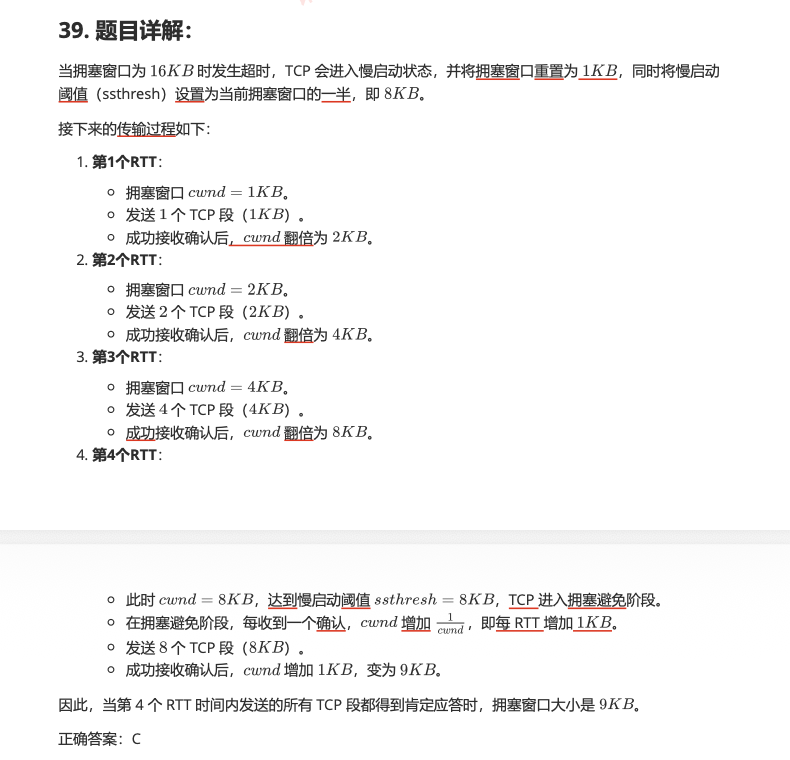 39. 题目详解：
当拥塞窗口为 16KB 时发生超时，TCP 会进入慢启动状态，并将拥塞窗口重置为 1KB，同时将慢启动
阈值（ssthresh）设置为当前拥塞窗口的一半，即 8KB。
接下来的传输过程如下：
1. 第1个RTT：
○ 拥塞窗口 cwnd = 1KB。
○ 发送 1 个 TCP 段（1KB）。
○ 成功接收确认后，cwnd 翻倍为 2KB。
2. 第2个RTT：
○ 拥塞窗口 cwnd = 2KB。
○ 发送 2 个 TCP 段（2KB）。
○ 成功接收确认后，cwnd 翻倍为 4KB。
3. 第3个RTT：
○ 拥塞窗口 cwnd = 4KB。
○ 发送 4 个 TCP 段（4KB）。
○ 成功接收确认后，cwnd 翻倍为 8KB。
4. 第4个RTT：
○ 此时 cwnd = 8KB，达到慢启动阈值 ssthresh = 8KB，TCP 进入拥塞避免阶段。
○ 在拥塞避免阶段，每收到一个确认，cwnd 增加 1/cwnd，即每 RTT 增加 1KB。
○ 发送 8 个 TCP 段（8KB）。
○ 成功接收确认后，cwnd 增加 1KB，变为 9KB。
因此，当第 4 个 RTT 时间内发送的所有 TCP 段都得到肯定应答时，拥塞窗口大小是 9KB。
正确答案：C